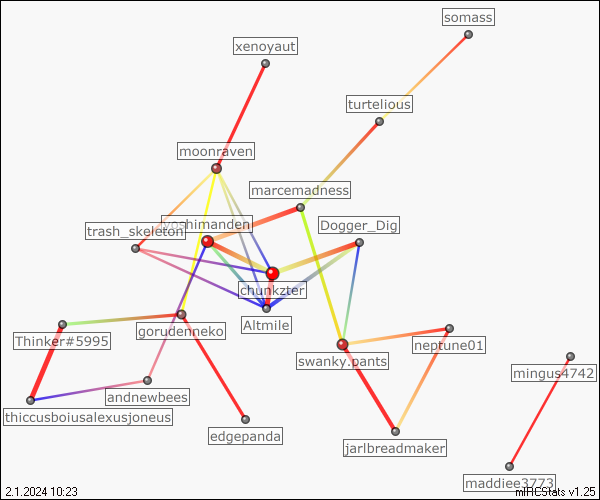 somass
xenoyaut
turtelious
moonraven
marcemadness
yoshimanden
Dogger_Dig
trash_skeleton
chunkzter
Altmile
gorudenneko
Thinker#5995
neptune01
swanky.pants
mingus4742
andnewbees
thiccusboiusalexusjoneus
edgepanda
jarlbreadmaker
maddiee3773
2.1.2024 10:23
mIRCStats v1.25